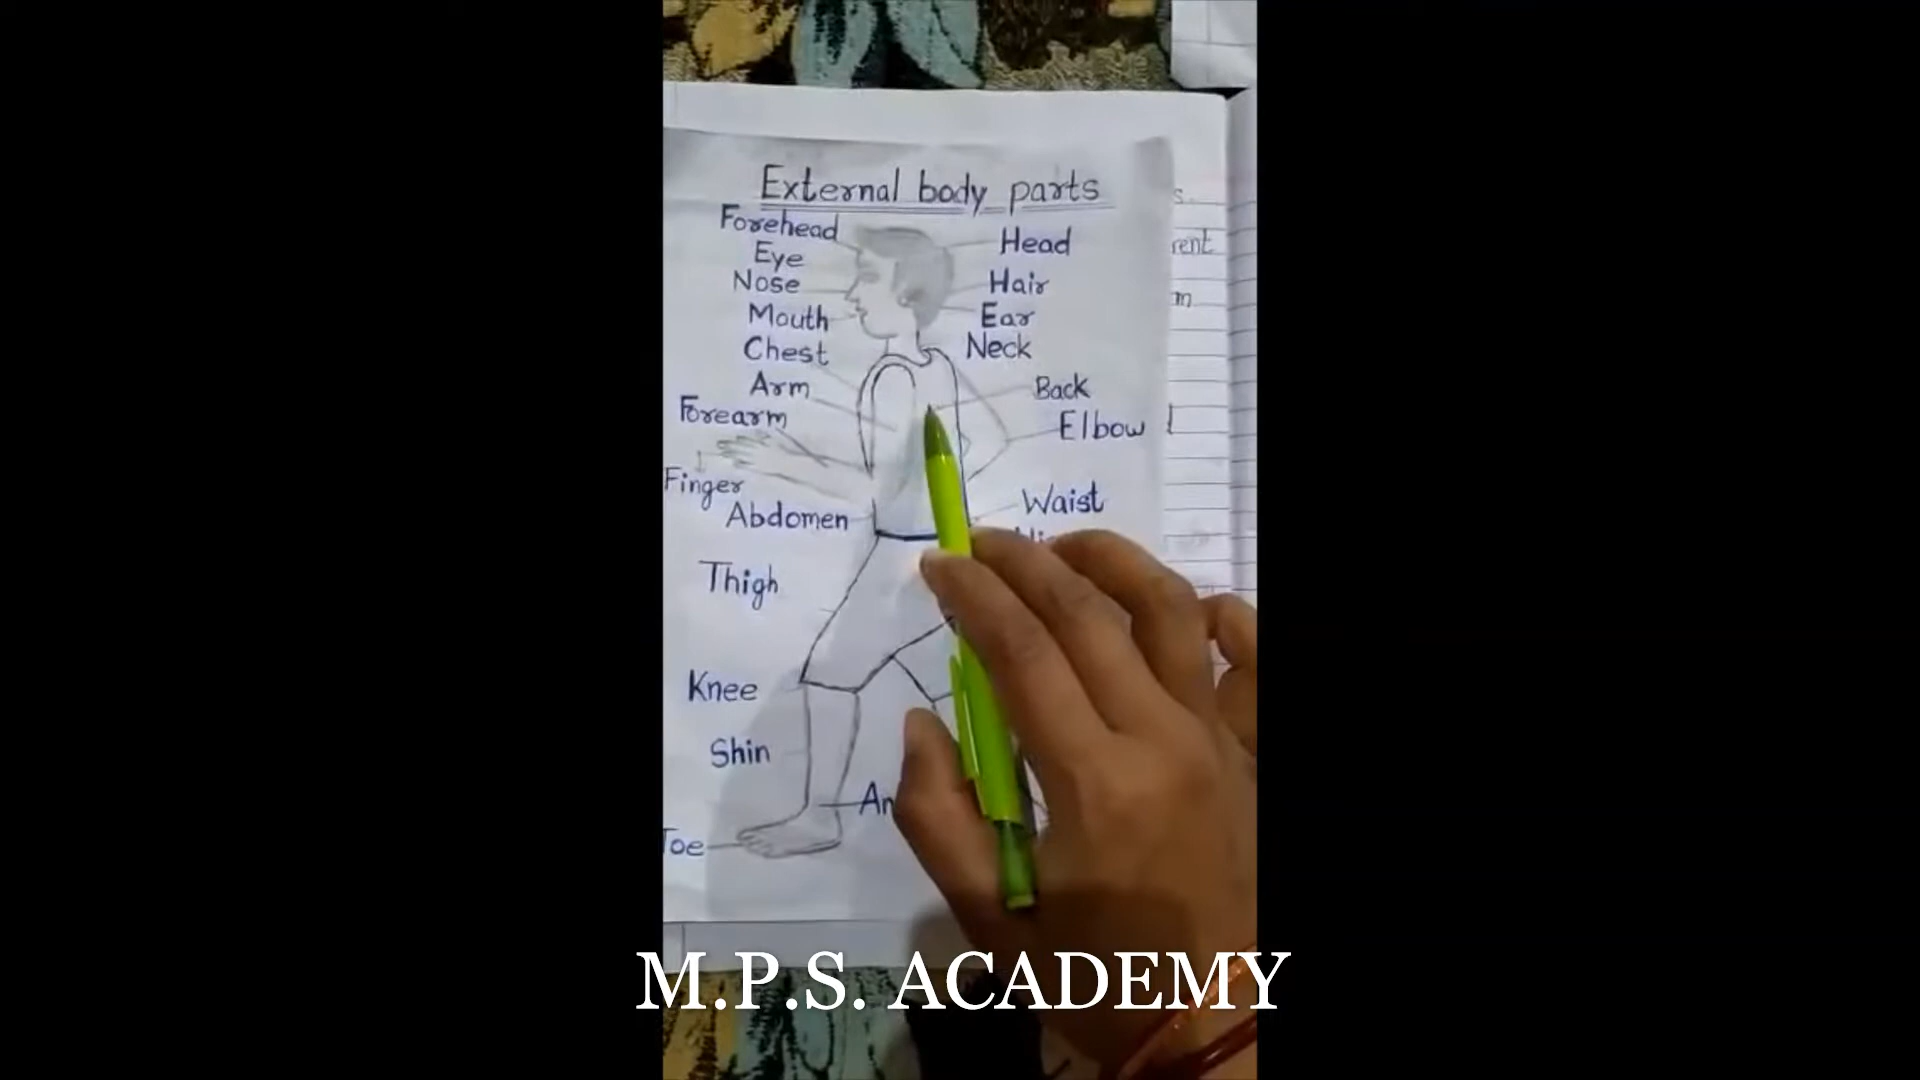 External body parts
Forehead
Eye
Nose
Mouth
Chest
Arm
Forearm
Finger
Abdomen
Thigh
Knee
Shin
Toe
Head
Hair
Ear
Neck
Back
Elbow
Waist
M.P.S. ACADEMY